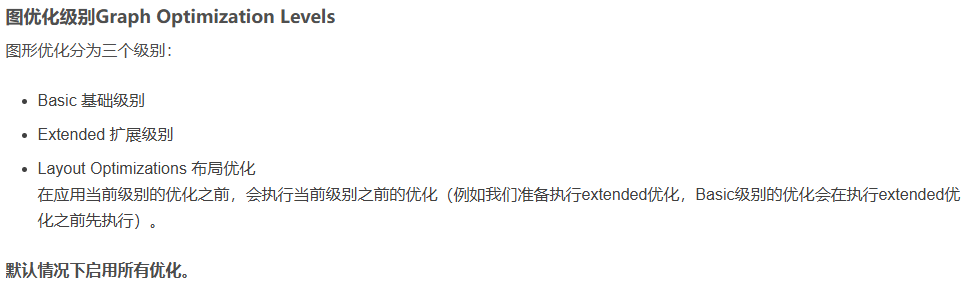 图优化级别Graph Optimization Levels
图形优化分为三个级别：
• Basic 基础级别
• Extended 扩展级别
• Layout Optimizations 布局优化
在应用当前级别的优化之前，会执行当前级别之前的优化（例如我们准备执行extended优化，Basic级别的优化会在执行extended优
化之前先执行）。
默认情况下启用所有优化。